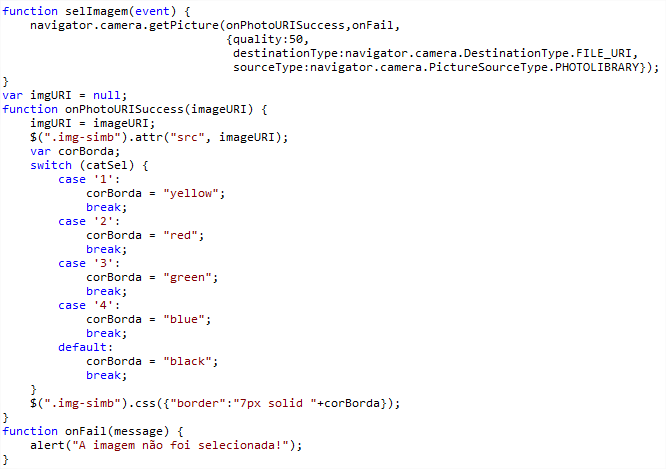 function selImagem(event) {
    navigator.camera.getPicture(onPhotoURISuccess,onFail,
                                {quality:50,
                                 destinationType:navigator.camera.DestinationType.FILE_URI,
                                 sourceType:navigator.camera.PictureSourceType.PHOTOLIBRARY});
}
var imgURI = null;
function onPhotoURISuccess(imageURI) {
    imgURI = imageURI;
    $(".img-simb").attr("src", imageURI);
    var corBorda;
    switch (catSel) {
        case '1':
            corBorda = "yellow";
            break;
        case '2':
            corBorda = "red";
            break;
        case '3':
            corBorda = "green";
            break;
        case '4':
            corBorda = "blue";
            break;
        default:
            corBorda = "black";
            break;
    }
    $(".img-simb").css({"border":"7px solid "+corBorda});
}
function onFail(message) {
    alert("A imagem não foi selecionada!");
}